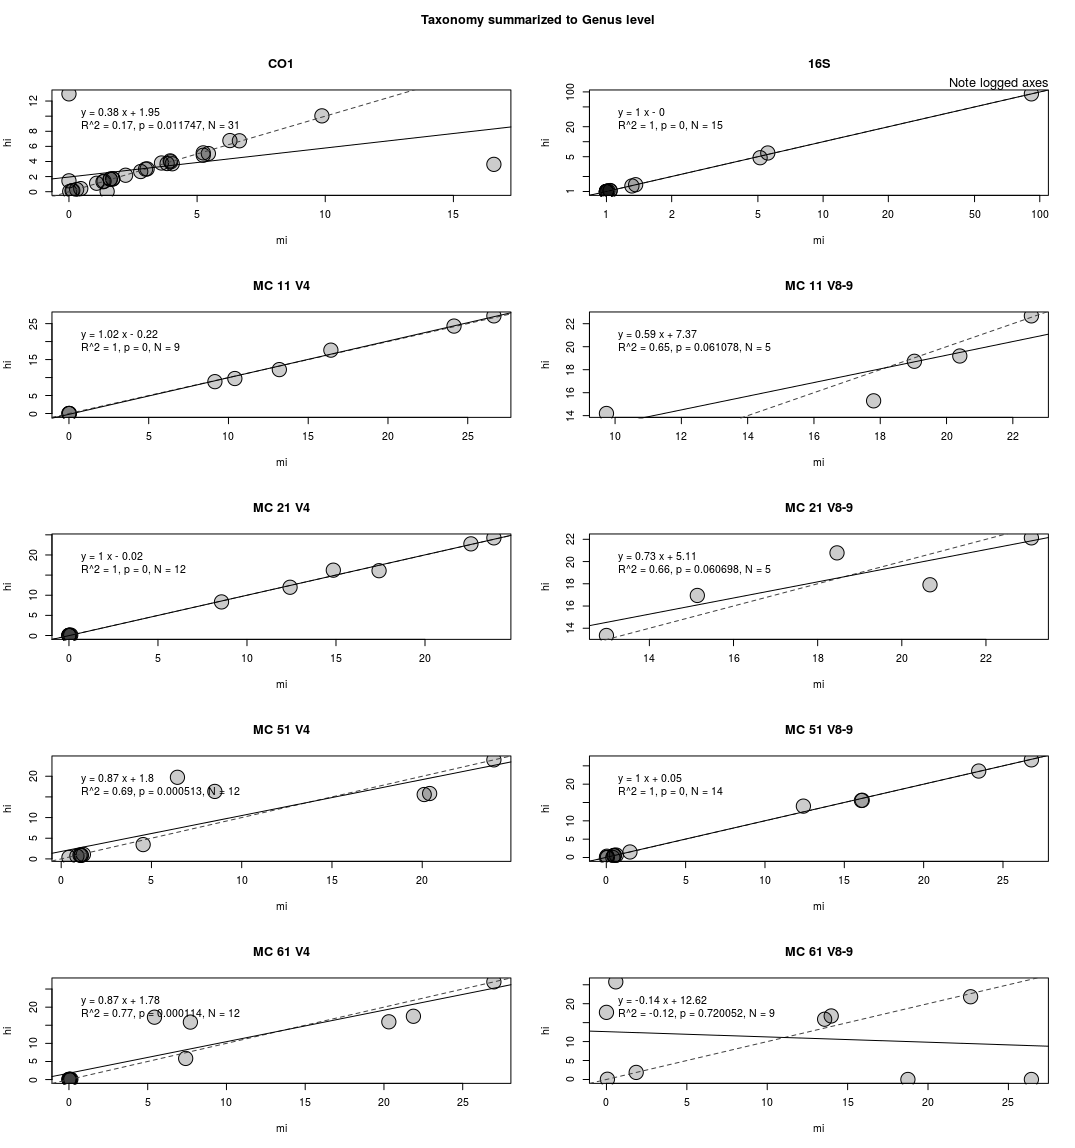 Taxonomy summarized to Genus level
CO1
y = 0.38 x + 1.95
R^2 = 0.17, p = 0.011747, N = 31
hi
0 2 4 6 8 12
0 5 10 15
mi
16S
Note logged axes
y = 1 x - 0
R^2 = 1, p = 0, N = 15
hi
1 5 20 100
1 2 5 10 20 50 100
mi
MC 11 V4
y = 1.02 x - 0.22
R^2 = 1, p = 0, N = 9
hi
0 5 15 25
0 5 10 15 20 25
mi
MC 11 V8-9
y = 0.59 x + 7.37
R^2 = 0.65, p = 0.061078, N = 5
hi
14 16 18 20 22
10 12 14 16 18 20 22
mi
MC 21 V4
y = 1 x - 0.02
R^2 = 1, p = 0, N = 12
hi
0 5 10 20
0 5 10 15 20
mi
MC 21 V8-9
y = 0.73 x + 5.11
R^2 = 0.66, p = 0.060698, N = 5
hi
14 16 18 20 22
14 16 18 20 22
mi
MC 51 V4
y = 0.87 x + 1.8
R^2 = 0.69, p = 0.000513, N = 12
hi
0 5 10 20
0 5 10 15 20
mi
MC 51 V8-9
y = 1 x + 0.05
R^2 = 1, p = 0, N = 14
hi
0 5 10 20
0 5 10 15 20 25
mi
MC 61 V4
y = 0.87 x + 1.78
R^2 = 0.77, p = 0.000114, N = 12
hi
0 5 10 20
0 5 10 15 20 25
mi
MC 61 V8-9
y = -0.14 x + 12.62
R^2 = -0.12, p = 0.720052, N = 9
hi
0 5 10 20
0 5 10 15 20 25
mi